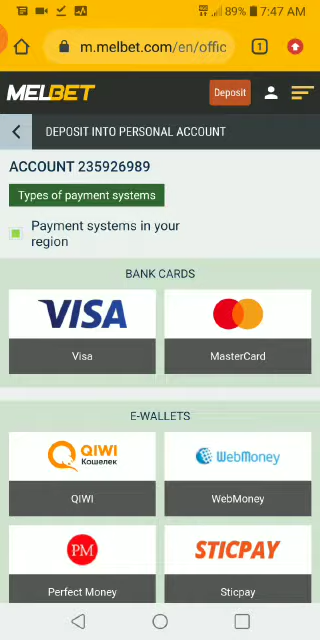 89% 7:47 AM
m.melbet.com/en/offic 1
MELBET Deposit
DEPOSIT INTO PERSONAL ACCOUNT
ACCOUNT 235926989
Types of payment systems
Payment systems in your
region
BANK CARDS
VISA
Visa MasterCard
E-WALLETS
QIWI
Кошелек
WebMoney
QIWI WebMoney
PM STICPAY
Perfect Money Sticpay